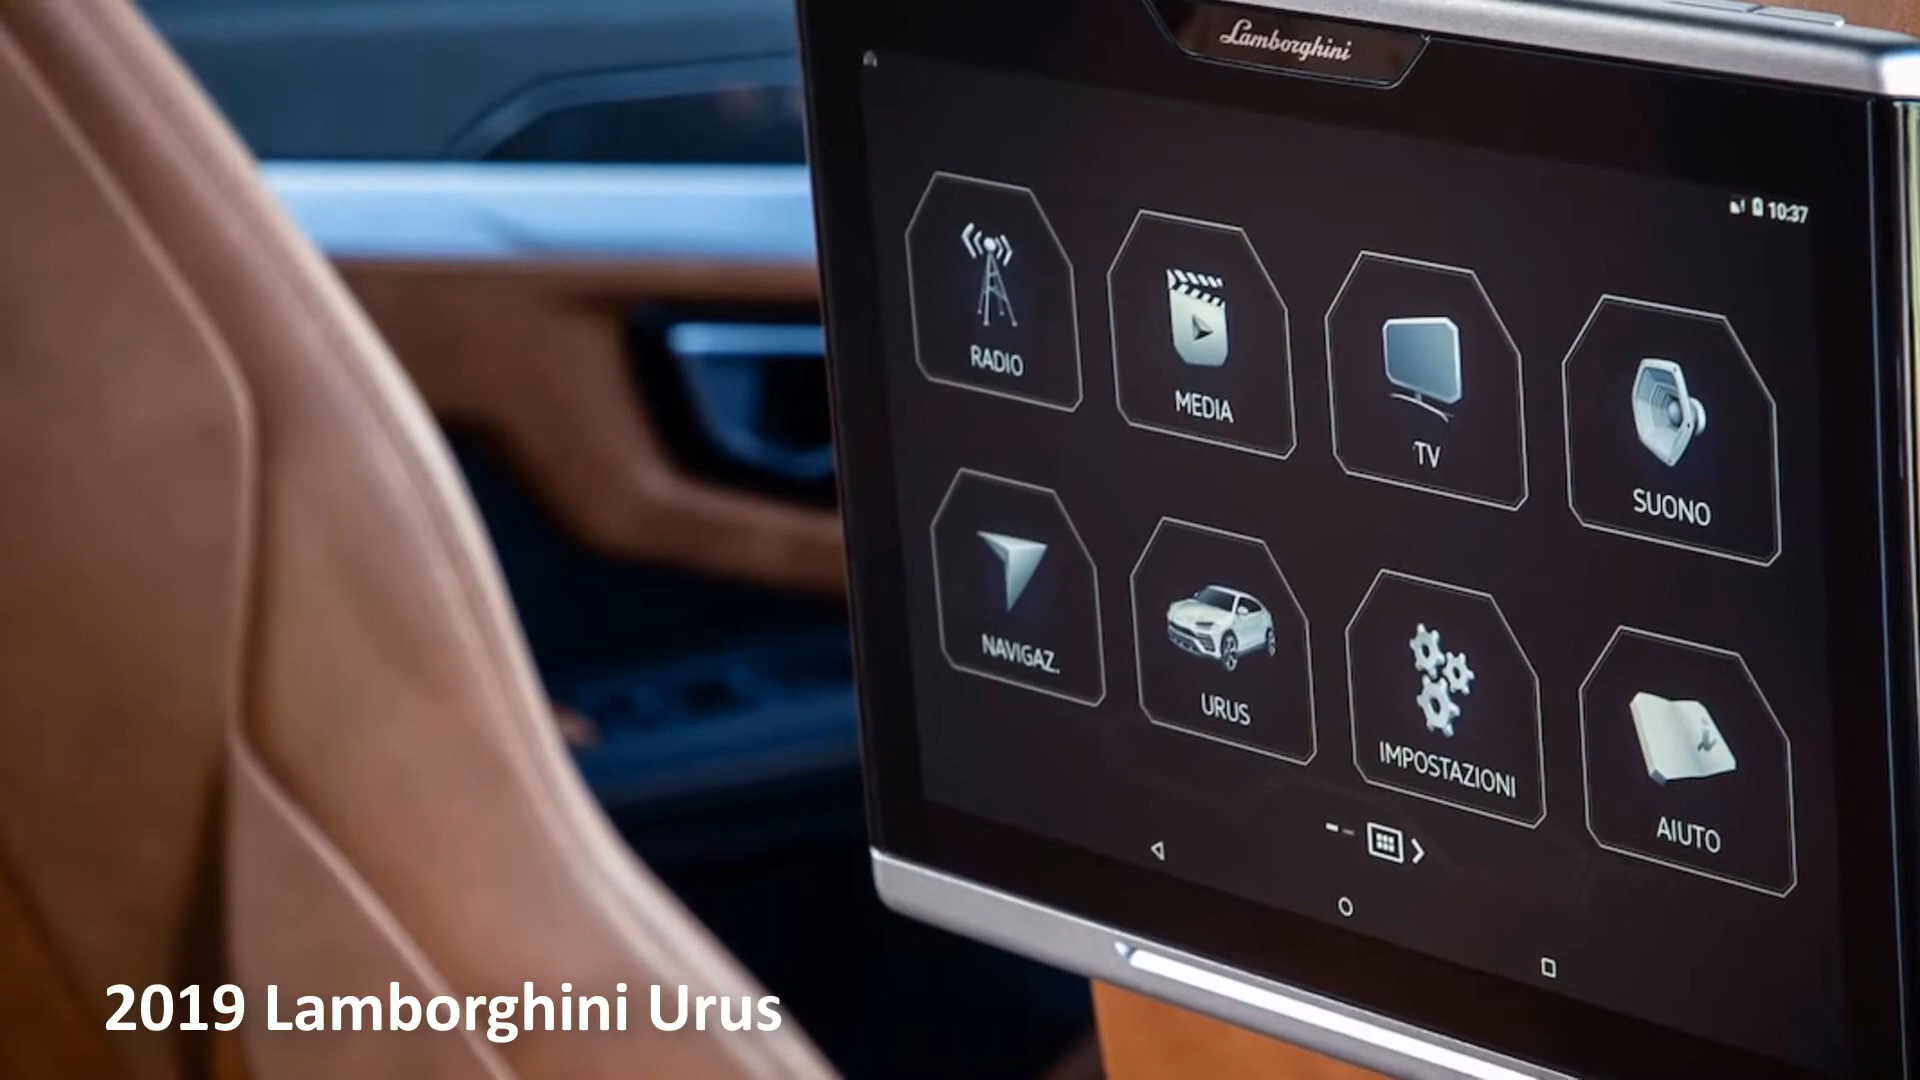 Lamborghini
10:37
RADIO
MEDIA
TV
SUONO
NAVIGAZ.
URUS
IMPOSTAZIONI
AIUTO
2019 Lamborghini Urus